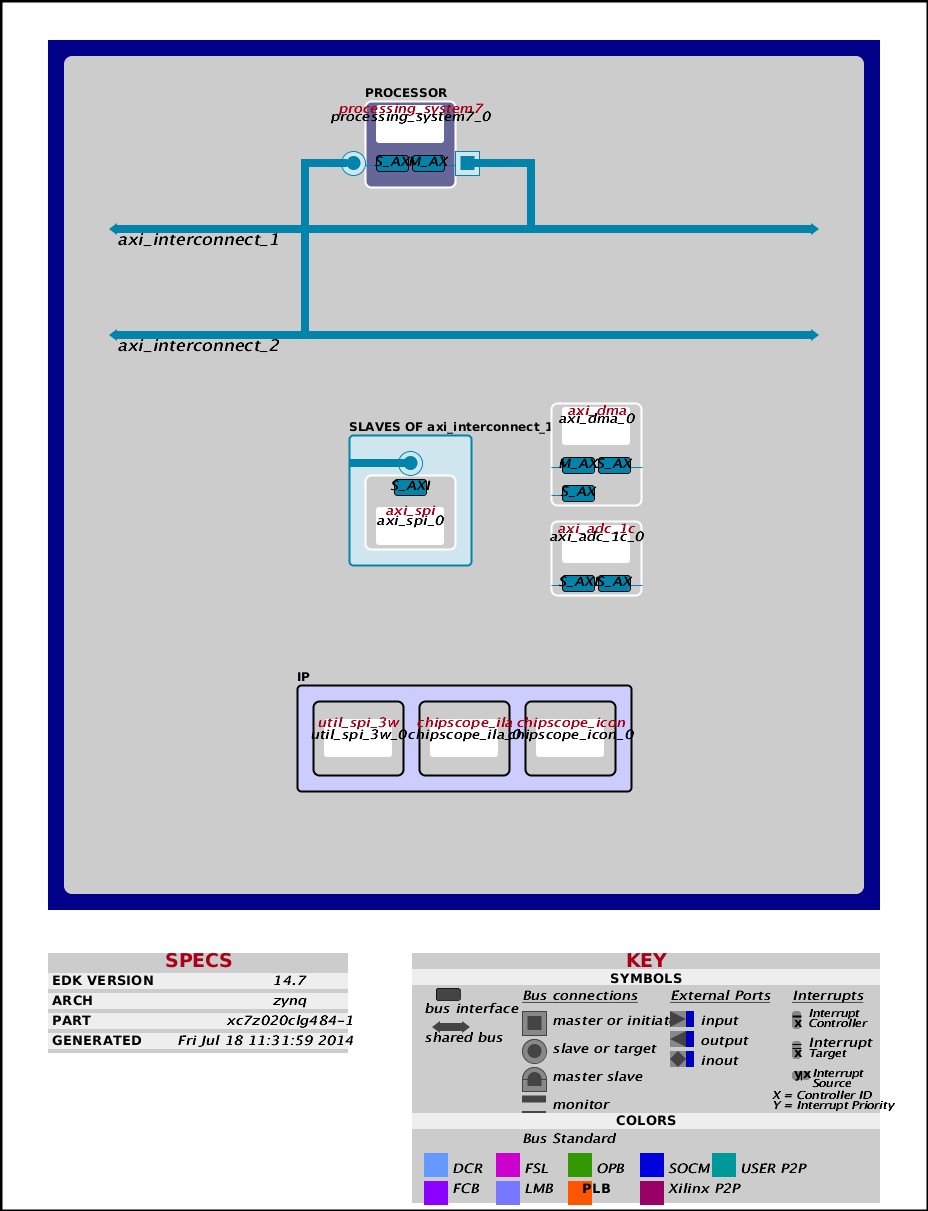 PROCESSOR
processing_system7
processing_system7_0
S_AXI
M_AX
axi_interconnect_1
axi_interconnect_2
SLAVES OF axi_interconnect_1
S_AXI
axi_spi
axi_spi_0
axi_dma
axi_dma_0
M_AX
S_AX
S_AX
axi_adc_1c
axi_adc_1c_0
S_AXI
S_AX
IP
util_spi_3w
util_spi_3w_0
chipscope_ila
chipscope_ila_0
chipscope_icon
chipscope_icon_0
SPECS
EDK VERSION 14.7
ARCH zynq
PART xc7z020clg484-1
GENERATED Fri Jul 18 11:31:59 2014
KEY
SYMBOLS
bus interface
shared bus
Bus connections
master or initiat
slave or target
master slave
monitor
External Ports
input
output
inout
Interrupts
x Interrupt
Controller
x Interrupt
Target
y x Interrupt
Source
X = Controller ID
Y = Interrupt Priority
COLORS
Bus Standard
DCR FSL OPB SOCM USER P2P
FCB LMB PLB Xilinx P2P